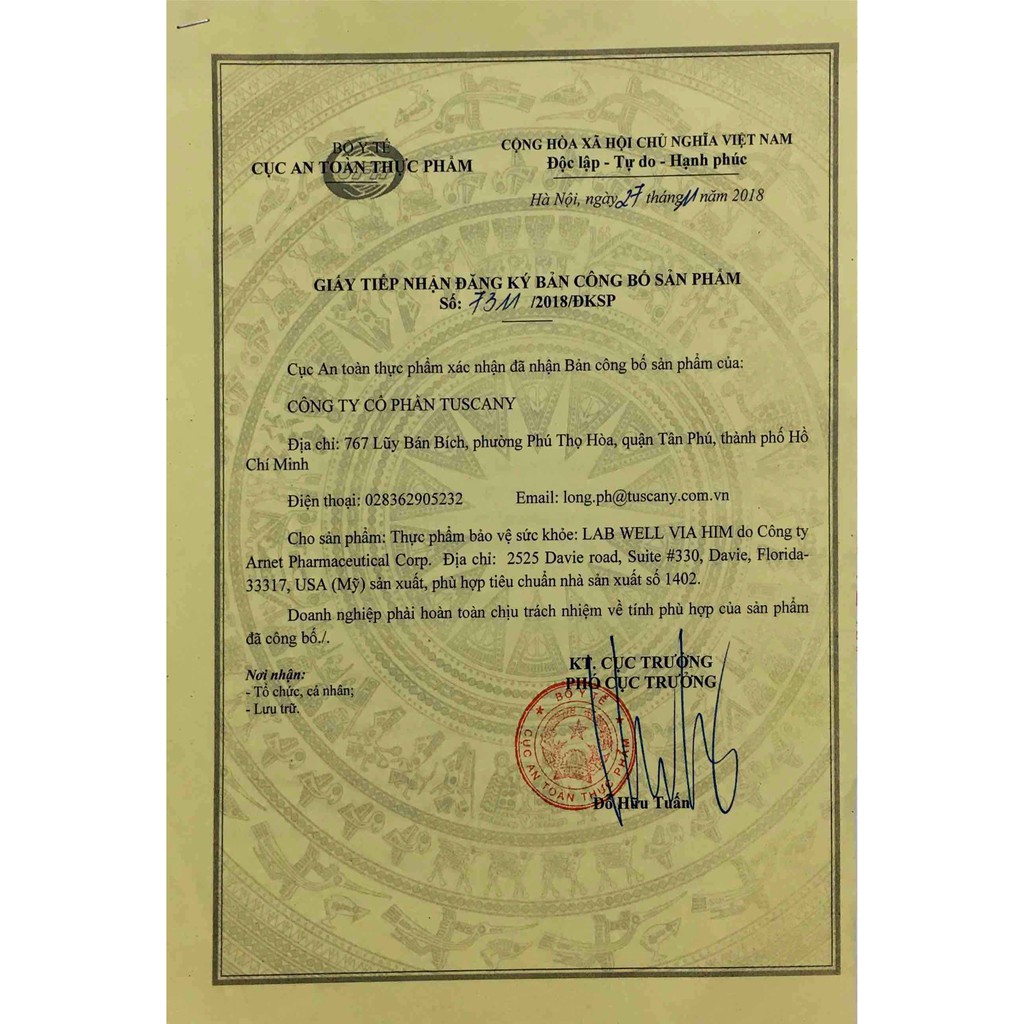 BỘ Y TẾ
CỤC AN TOÀN THỰC PHẨM
CỘNG HÒA XÃ HỘI CHỦ NGHĨA VIỆT NAM
Độc lập - Tự do - Hạnh phúc
Hà Nội, ngày 27 tháng 11 năm 2018
GIẤY TIẾP NHẬN ĐĂNG KÝ BẢN CÔNG BỐ SẢN PHẨM
Số: 7311 /2018/ĐKSP
Cục An toàn thực phẩm xác nhận đã nhận Bản công bố sản phẩm của:
CÔNG TY CỔ PHẦN TUSCANY
Địa chỉ: 767 Lũy Bán Bích, phường Phú Thọ Hòa, quận Tân Phú, thành phố Hồ
Chí Minh
Điện thoại: 028362905232 Email: long.ph@tuscany.com.vn
Cho sản phẩm: Thực phẩm bảo vệ sức khỏe: LAB WELL VIA HIM do Công ty
Arnet Pharmaceutical Corp. Địa chỉ: 2525 Davie road, Suite #330, Davie, Florida-
33317, USA (Mỹ) sản xuất, phù hợp tiêu chuẩn nhà sản xuất số 1402.
Doanh nghiệp phải hoàn toàn chịu trách nhiệm về tính phù hợp của sản phẩm
đã công bố./.
Nơi nhận:
- Tổ chức, cá nhân;
- Lưu trữ.
KT. CỤC TRƯỞNG
PHÓ CỤC TRƯỞNG
BỘ Y TẾ
CỤC AN TOÀN THỰC PHẨM
Đỗ Hữu Tuấn